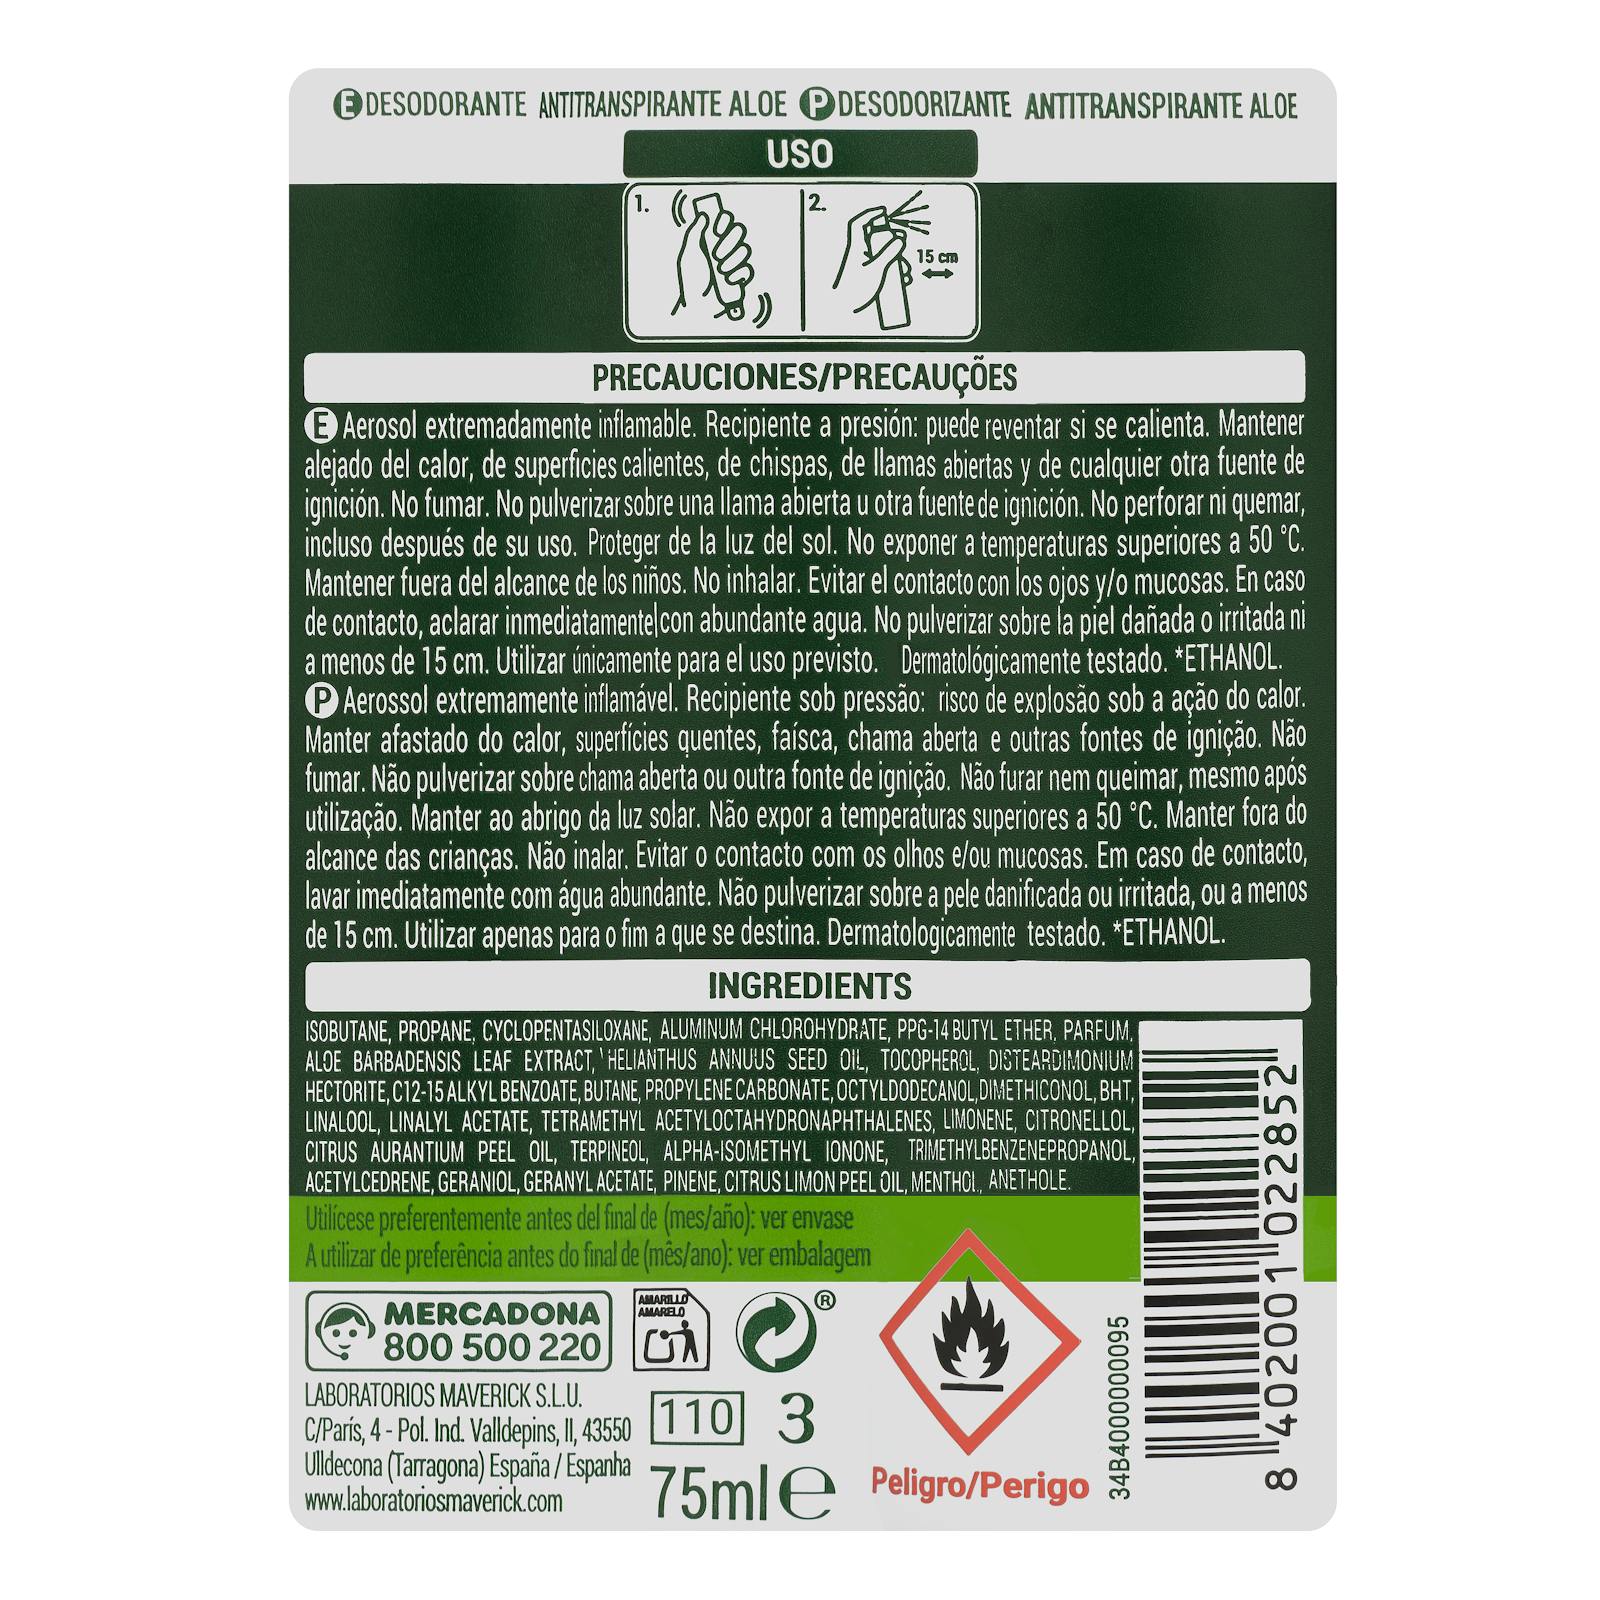 E DESODORANTE ANTITRANSPIRANTE ALOE P DESODORIZANTE ANTITRANSPIRANTE ALOE
USO
1.
2.
15 cm
PRECAUCIONES/PRECAUÇÕES
E Aerosol extremadamente inflamable. Recipiente a presión: puede reventar si se calienta. Mantener
alejado del calor, de superficies calientes, de chispas, de llamas abiertas y de cualquier otra fuente de
ignición. No fumar. No pulverizar sobre una llama abierta u otra fuente de ignición. No perforar ni quemar,
incluso después de su uso. Proteger de la luz del sol. No exponer a temperaturas superiores a 50 °C.
Mantener fuera del alcance de los niños. No inhalar. Evitar el contacto con los ojos y/o mucosas. En caso
de contacto, aclarar inmediatamente con abundante agua. No pulverizar sobre la piel dañada o irritada ni
a menos de 15 cm. Utilizar únicamente para el uso previsto. Dermatológicamente testado. *ETHANOL.
P Aerossol extremamente inflamável. Recipiente sob pressão: risco de explosão sob a ação do calor.
Manter afastado do calor, superfícies quentes, faísca, chama aberta e outras fontes de ignição. Não
fumar. Não pulverizar sobre chama aberta ou outra fonte de ignição. Não furar nem queimar, mesmo após
utilização. Manter ao abrigo da luz solar. Não expor a temperaturas superiores a 50 °C. Manter fora do
alcance das crianças. Não inalar. Evitar o contacto com os olhos e/ou mucosas. Em caso de contacto,
lavar imediatamente com água abundante. Não pulverizar sobre a pele danificada ou irritada, ou a menos
de 15 cm. Utilizar apenas para o fim a que se destina. Dermatologicamente testado. *ETHANOL.
INGREDIENTS
ISOBUTANE, PROPANE, CYCLOPENTASILOXANE, ALUMINUM CHLOROHYDRATE, PPG-14 BUTYL ETHER, PARFUM,
ALOE BARBADENSIS LEAF EXTRACT, HELIANTHUS ANNUUS SEED OIL, TOCOPHEROL, DISTEARDIMONIUM
HECTORITE, C12-15 ALKYL BENZOATE, BUTANE, PROPYLENE CARBONATE, OCTYLDODECANOL, DIMETHICONOL, BHT,
LINALOOL, LINALYL ACETATE, TETRAMETHYL ACETYLOCTAHYDRONAPHTHALENES, LIMONENE, CITRONELLOL,
CITRUS AURANTIUM PEEL OIL, TERPINEOL, ALPHA-ISOMETHYL IONONE, TRIMETHYLBENZENEPROPANOL,
ACETYLCEDRENE, GERANIOL, GERANYL ACETATE, PINENE, CITRUS LIMON PEEL OIL, MENTHOL, ANETHOLE.
Utilícese preferentemente antes del final de (mes/año): ver envase
A utilizar de preferência antes do final de (mês/ano): ver embalagem
MERCADONA
800 500 220
AMARILLO
AMARELO
®
LABORATORIOS MAVERICK S.L.U.
C/París, 4 - Pol. Ind. Valldepins, II, 43550
Ulldecona (Tarragona) España / Espanha
www.laboratoriosmaverick.com
110
3
75ml e
Peligro/Perigo
34B4000000095
8 402001 022852